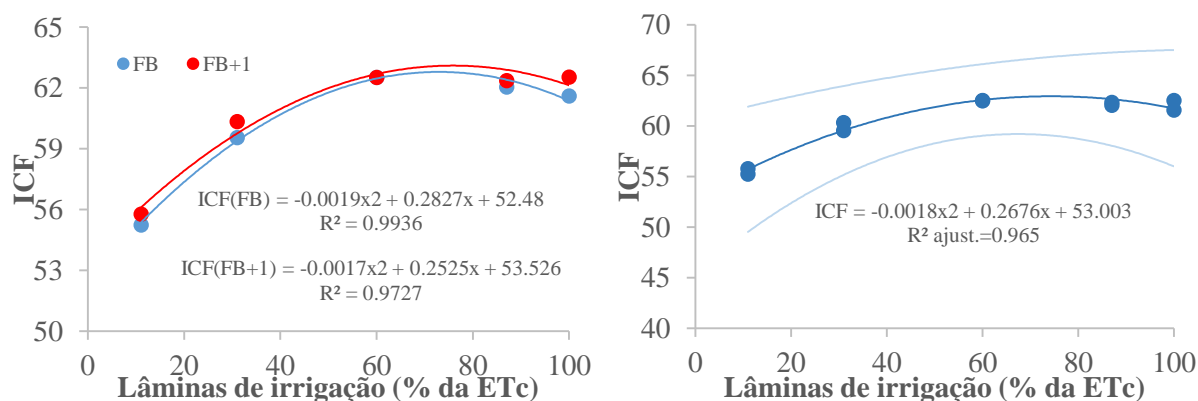 65
62
59
56
53
50
ICF
FB
FB+1
ICF(FB) = -0.0019x2 + 0.2827x + 52.48
R² = 0.9936
ICF(FB+1) = -0.0017x2 + 0.2525x + 53.526
R² = 0.9727
0 20 40 60 80 100
Lâminas de irrigação (% da ETc)
70
65
60
55
50
45
40
ICF
ICF = -0.0018x2 + 0.2676x + 53.003
R² ajust.=0.965
0 20 40 60 80 100
Lâminas de irrigação (% da ETc)